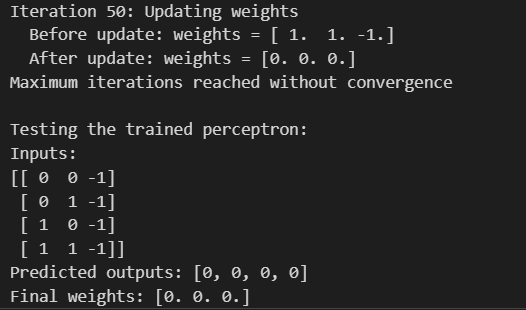 Iteration 50: Updating weights
  Before update: weights = [ 1.  1. -1.]
  After update: weights = [0. 0. 0.]
Maximum iterations reached without convergence

Testing the trained perceptron:
Inputs:
[[ 0  0 -1]
 [ 0  1 -1]
 [ 1  0 -1]
 [ 1  1 -1]]
Predicted outputs: [0, 0, 0, 0]
Final weights: [0. 0. 0.]